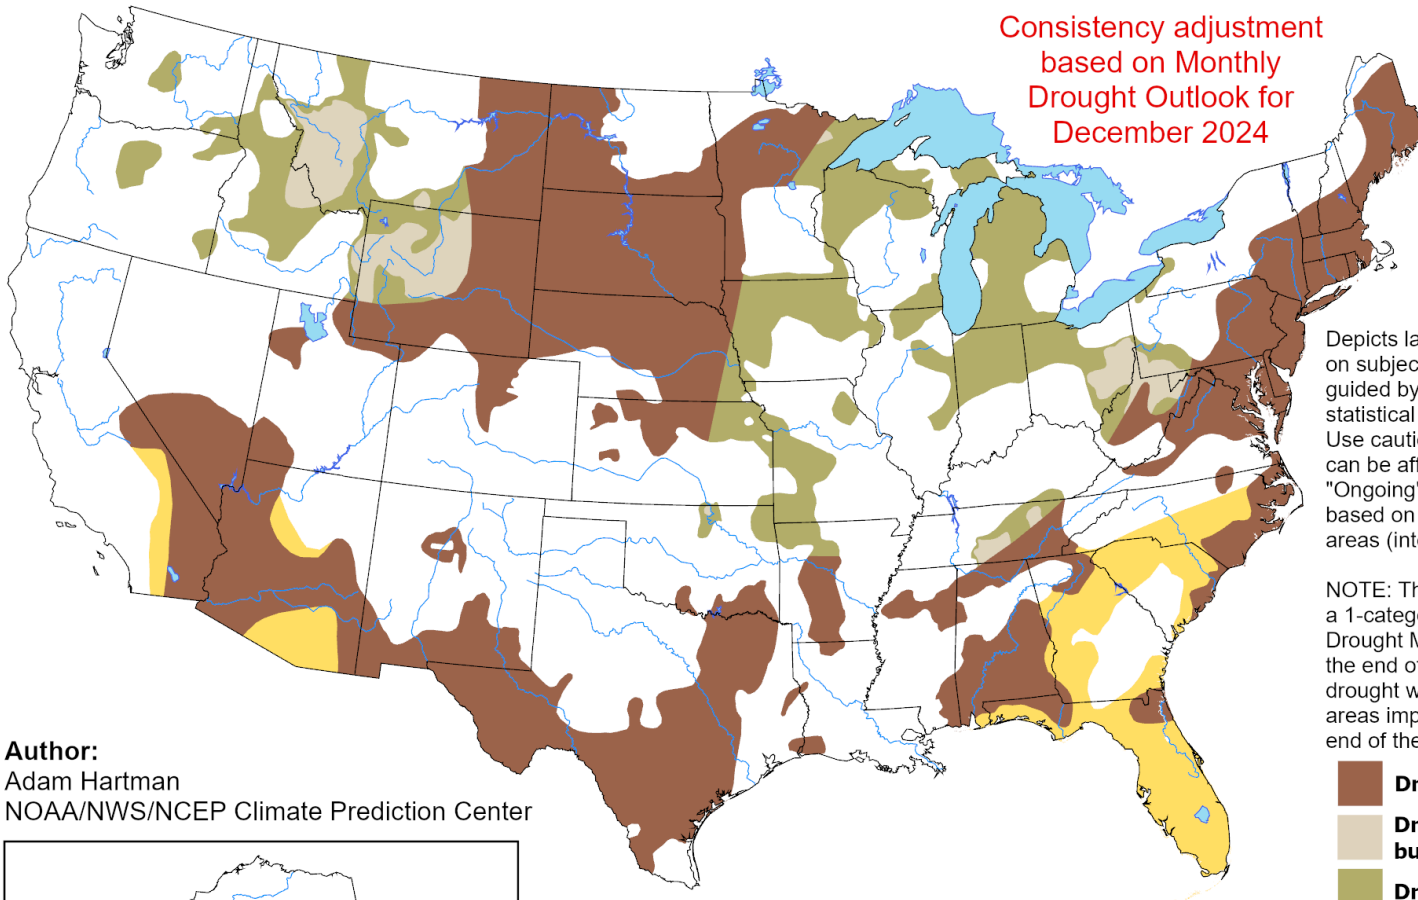 Consistency adjustment
based on Monthly
Drought Outlook for
December 2024
Depicts la
on subjec
guided by
statistical
Use cauti
can be aff
"Ongoing"
based on
areas (inte
NOTE: Th
a 1-catego
Drought M
the end of
drought w
areas imp
end of the
Author:
Adam Hartman
NOAA/NWS/NCEP Climate Prediction Center
Dr
Dr
bu
Dr